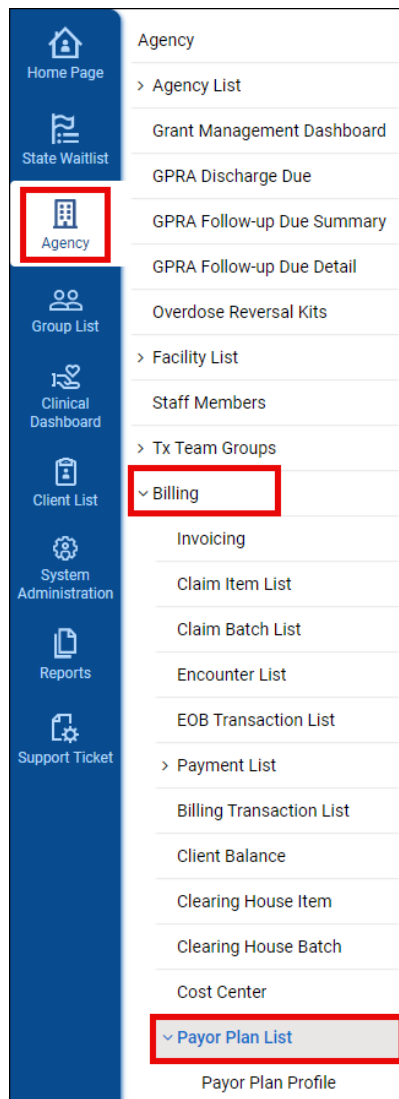 Home Page
State Waitlist
Agency
Group List
Clinical
Dashboard
Client List
System
Administration
Reports
Support Ticket
Agency
Agency List
Grant Management Dashboard
GPRA Discharge Due
GPRA Follow-up Due Summary
GPRA Follow-up Due Detail
Overdose Reversal Kits
Facility List
Staff Members
Tx Team Groups
Billing
Invoicing
Claim Item List
Claim Batch List
Encounter List
EOB Transaction List
Payment List
Billing Transaction List
Client Balance
Clearing House Item
Clearing House Batch
Cost Center
Payor Plan List
Payor Plan Profile